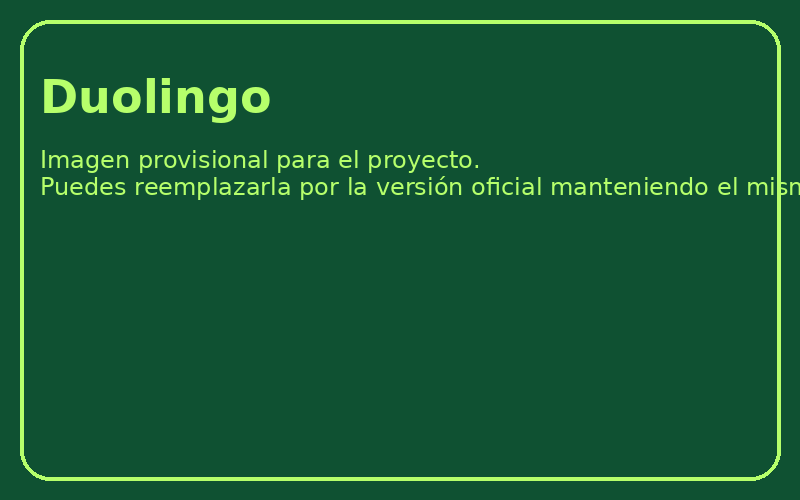 Duolingo
Imagen provisional para el proyecto.
Puedes reemplazarla por la versión oficial manteniendo el